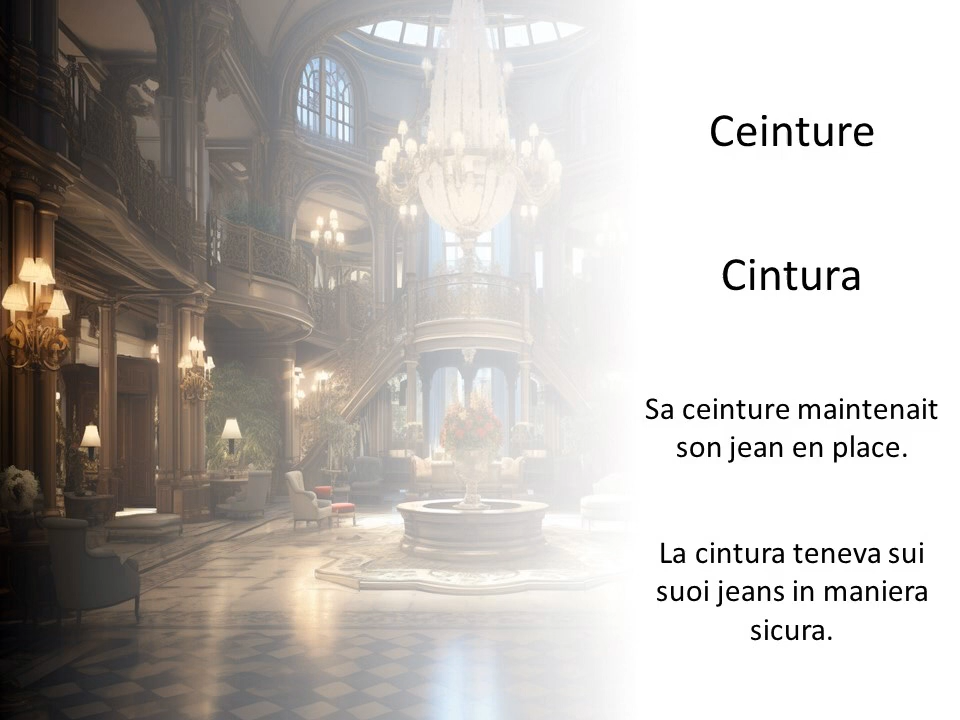 Ceinture
Cintura
Sa ceinture maintenait
son jean en place.
La cintura teneva sui
suoi jeans in maniera
sicura.